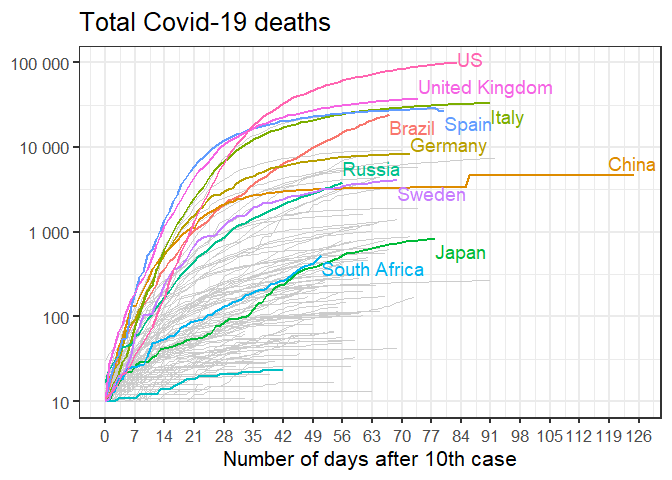 Total Covid-19 deaths
100 000
10 000
1 000
100
10
US
United Kingdom
Italy
Spain
Brazil
Germany
China
Russia
Sweden
Japan
South Africa
0 7 14 21 28 35 42 49 56 63 70 77 84 91 98 105 112 119 126
Number of days after 10th case